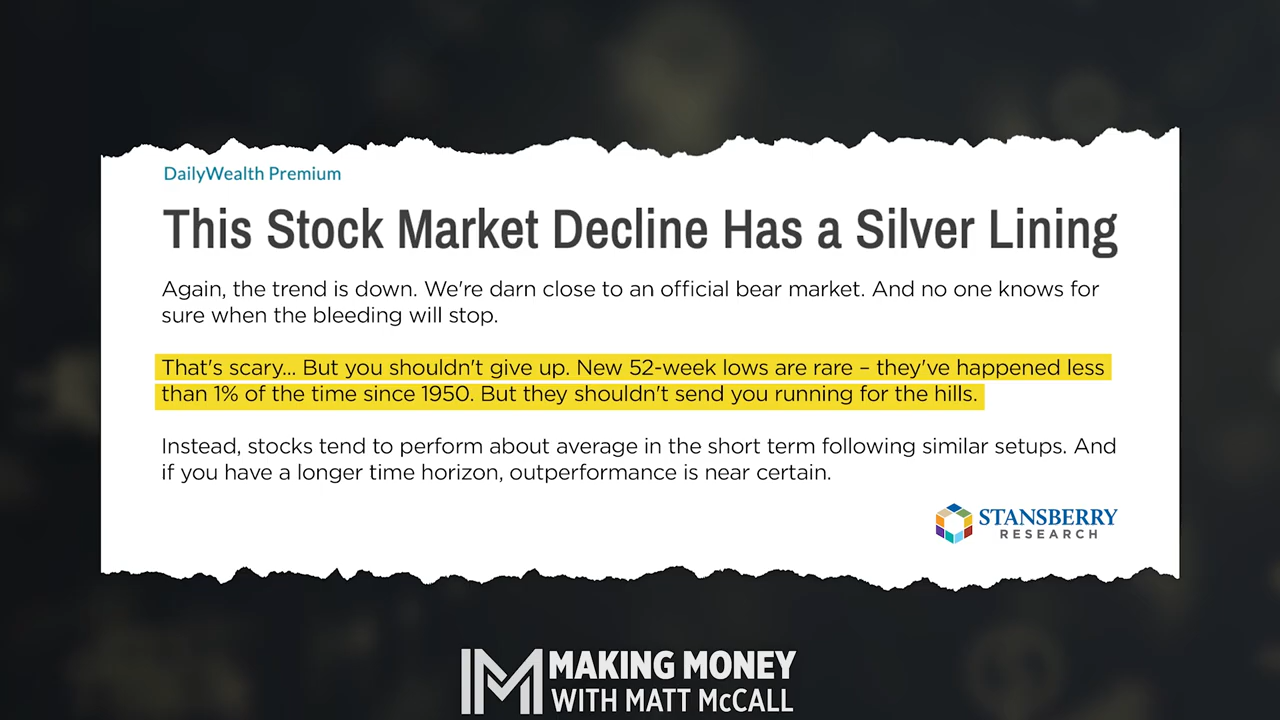 DailyWealth Premium
This Stock Market Decline Has a Silver Lining
Again, the trend is down. We're darn close to an official bear market. And no one knows for
sure when the bleeding will stop.
That's scary... But you shouldn't give up. New 52-week lows are rare – they've happened less
than 1% of the time since 1950. But they shouldn't send you running for the hills.
Instead, stocks tend to perform about average in the short term following similar setups. And
if you have a longer time horizon, outperformance is near certain.
STANSBERRY
RESEARCH
MM MAKING MONEY
WITH MATT McCALL